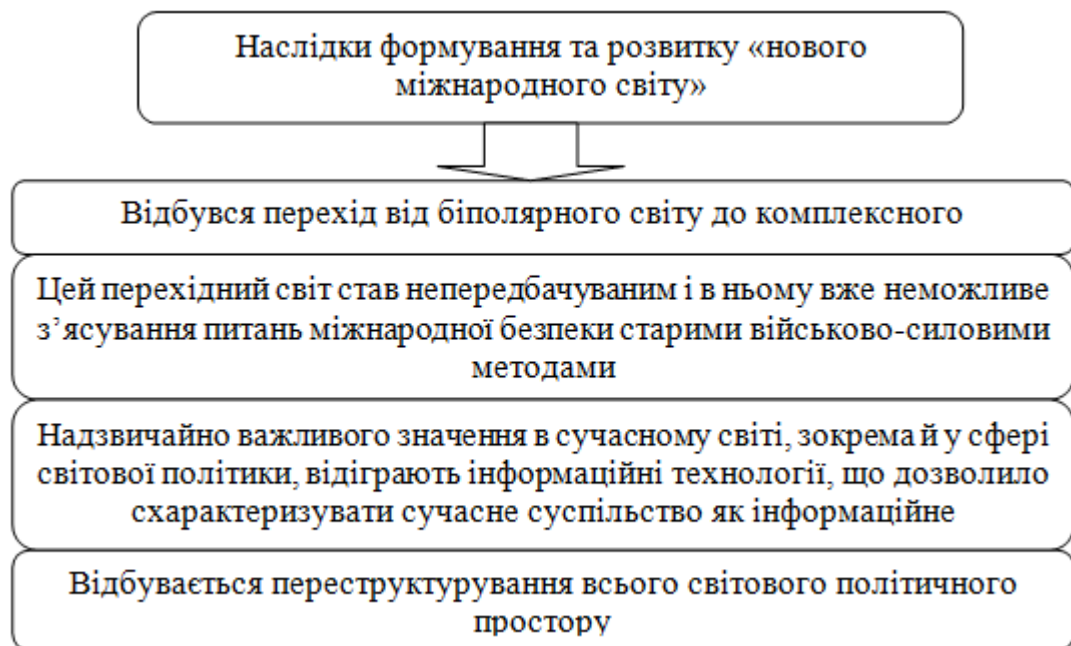 Наслідки формування та розвитку «нового
міжнародного світу»
Відбувся перехід від біполярного світу до комплексного
Цей перехідний світ став непередбачуваним і в ньому вже неможливе
з’ясування питань міжнародної безпеки старими військово-силовими
методами
Надзвичайно важливого значення в сучасному світі, зокрема й у сфері
світової політики, відіграють інформаційні технології, що дозволило
схарактеризувати сучасне суспільство як інформаційне
Відбувається переструктурування всього світового політичного
простору